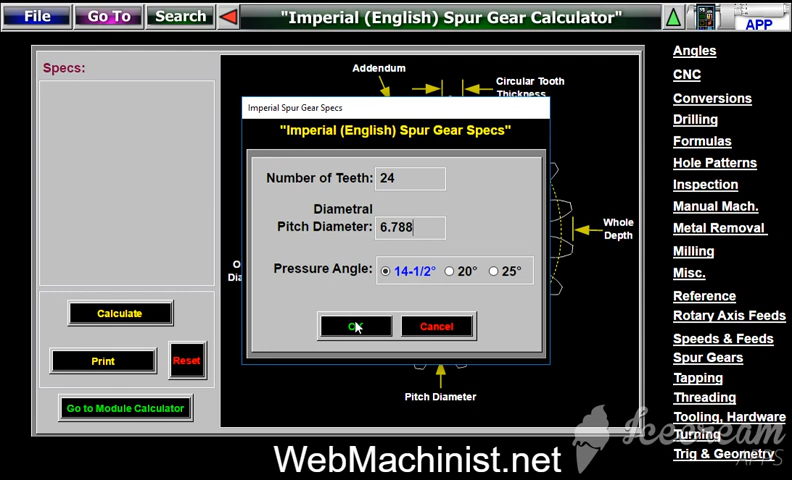 File
Go To
Search
"Imperial (English) Spur Gear Calculator"
APP
Specs:
Addendum
Circular Tooth
Thickness
Imperial Spur Gear Specs
"Imperial (English) Spur Gear Specs"
Number of Teeth: 24
Diametral
Pitch Diameter: 6.788
Pressure Angle: 14-1/2° 20° 25°
Cancel
Whole
Depth
O
Dia
Pitch Diameter
Calculate
Print
Reset
Go to Module Calculator
Angles
CNC
Conversions
Drilling
Formulas
Hole Patterns
Inspection
Manual Mach.
Metal Removal
Milling
Misc.
Reference
Rotary Axis Feeds
Speeds & Feeds
Spur Gears
Tapping
Threading
Tooling, Hardware
Turning
Trig & Geometry
WebMachinist.net
Icecream
APPS